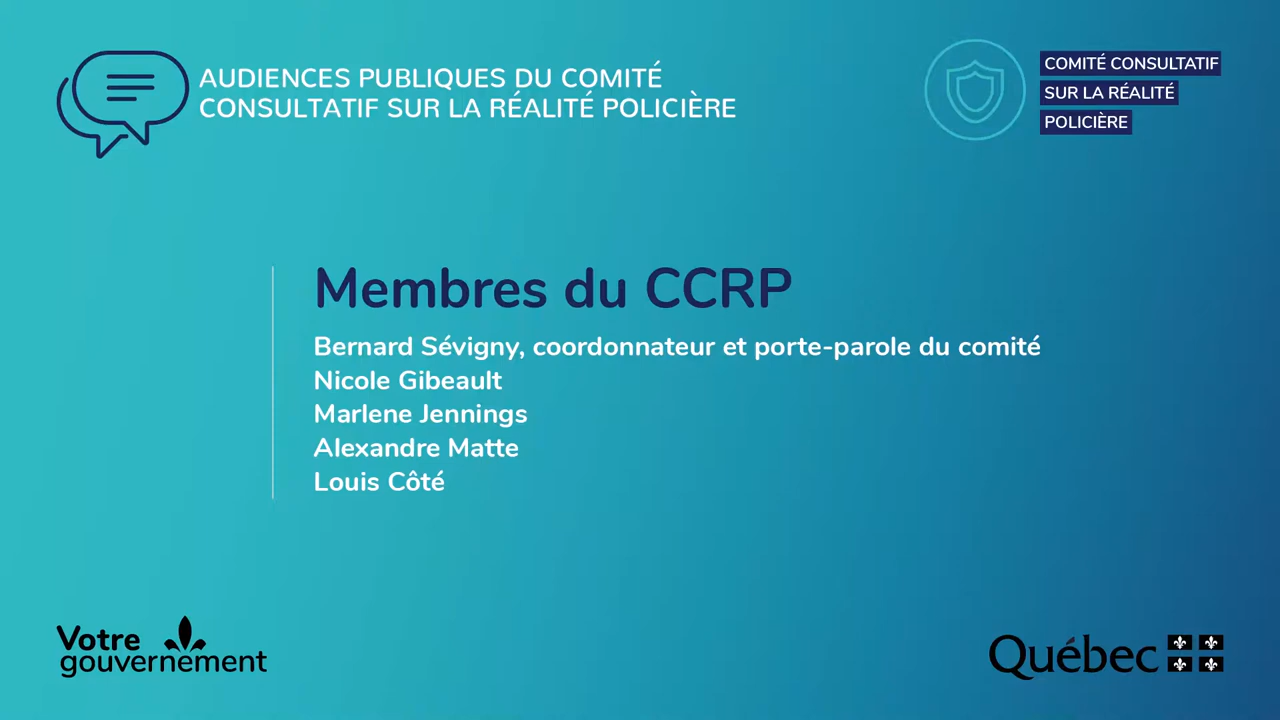 AUDIENCES PUBLIQUES DU COMITÉ
CONSULTATIF SUR LA RÉALITÉ POLICIÈRE
COMITÉ CONSULTATIF
SUR LA RÉALITÉ
POLICIÈRE
Membres du CCRP
Bernard Sévigny, coordonnateur et porte-parole du comité
Nicole Gibeault
Marlene Jennings
Alexandre Matte
Louis Côté
Votre
gouvernement
Québec